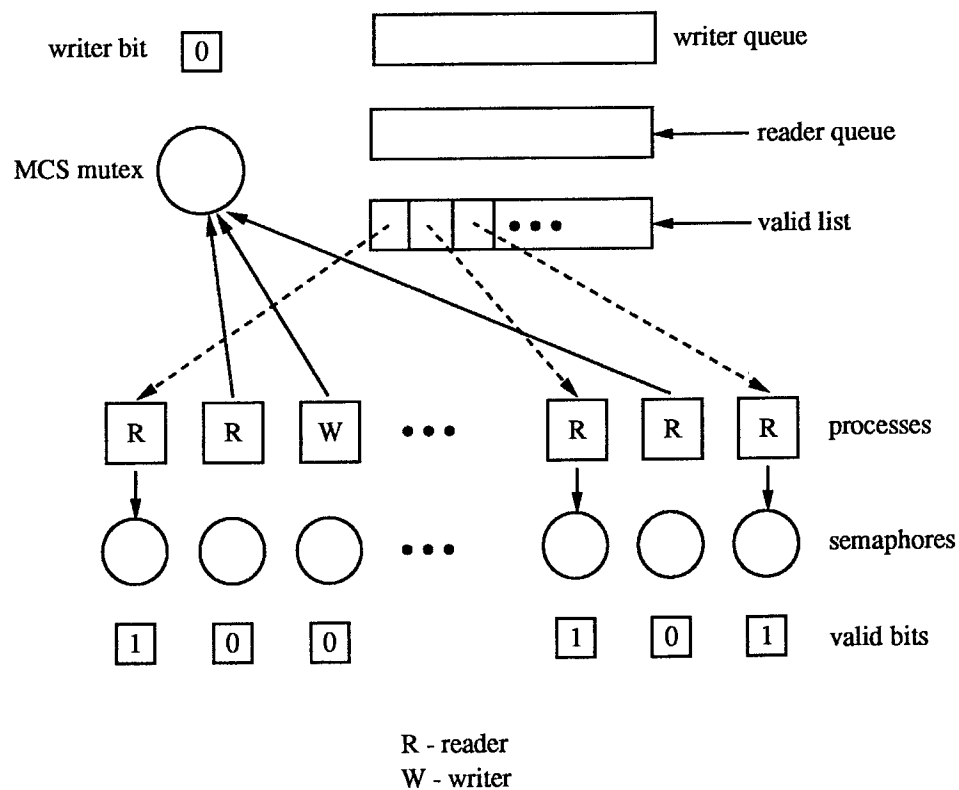 writer bit 0 writer queue
reader queue
MCS mutex
valid list
R R W R R R processes
semaphores
1 0 0 1 0 1 valid bits
R - reader
W - writer